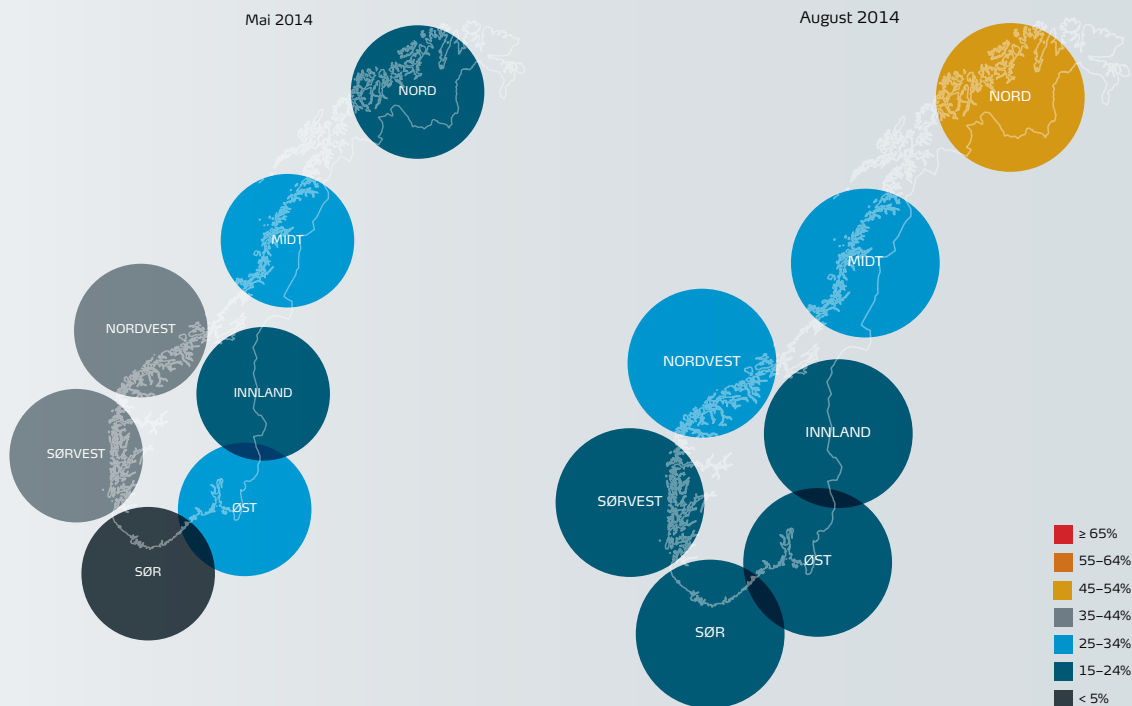 Mai 2014
NORD
MIDT
NORDVEST
INNLAND
SØRVEST
ØST
SØR
August 2014
NORD
MIDT
NORDVEST
INNLAND
SØRVEST
ØST
SØR
≥ 65%
55–64%
45–54%
35–44%
25–34%
15–24%
< 5%